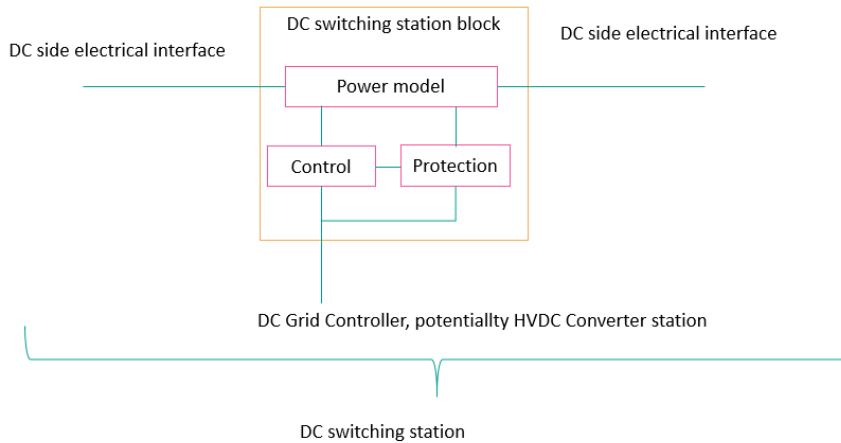 DC switching station block
DC side electrical interface
DC side electrical interface
Power model
Control
Protection
DC Grid Controller, potentiallty HVDC Converter station
DC switching station